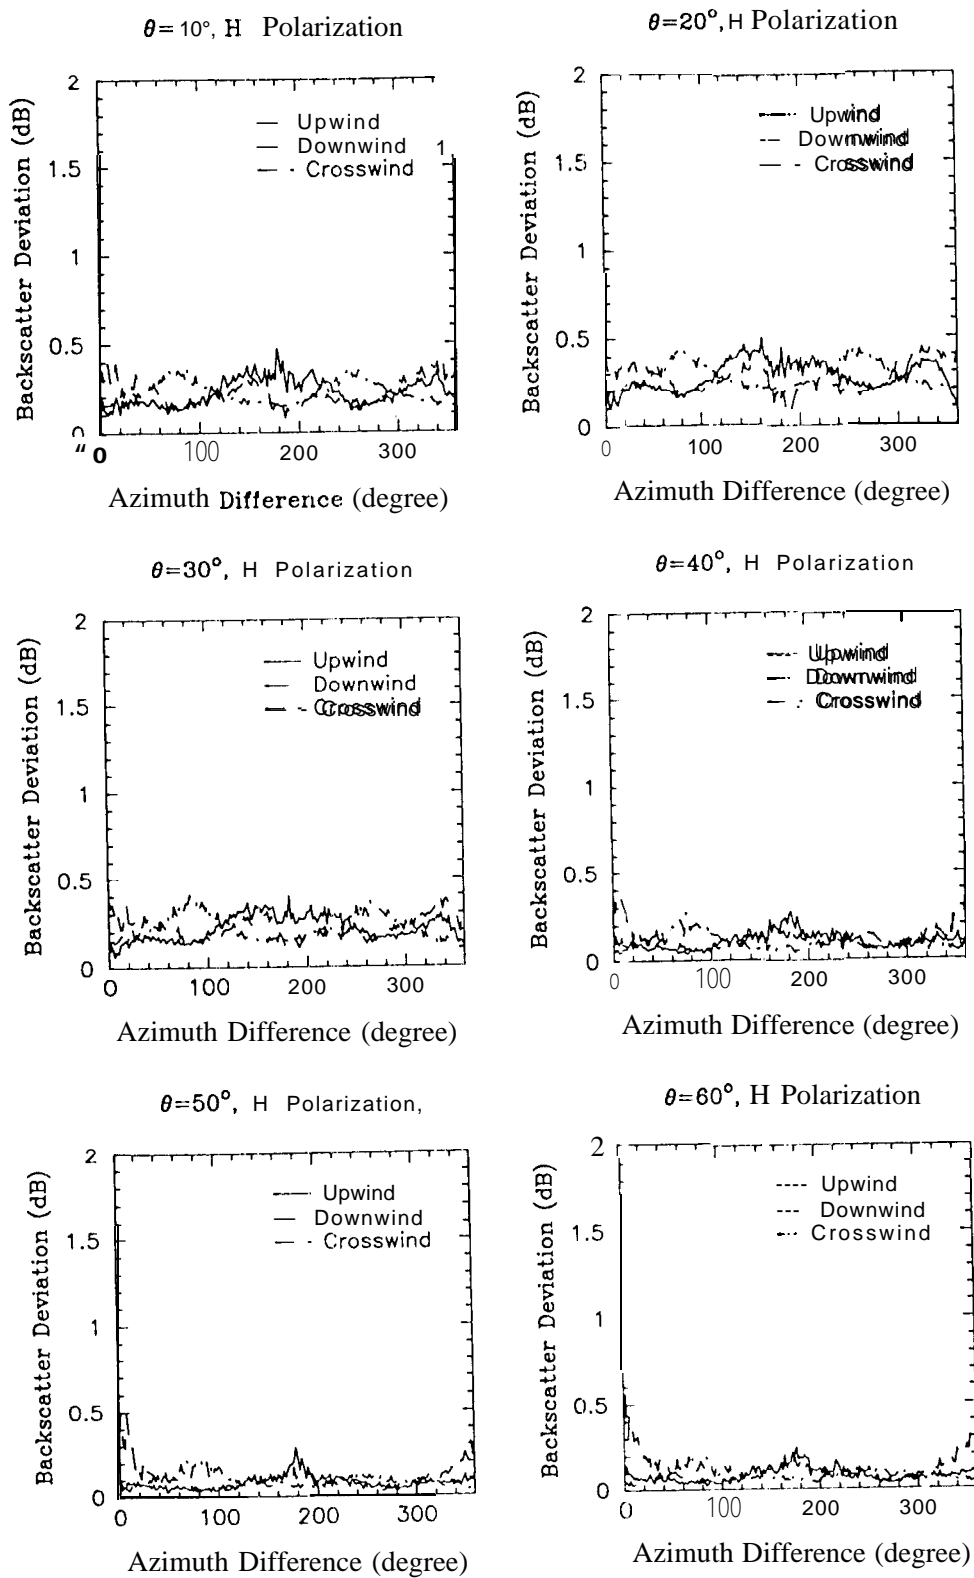 θ= 10°, H Polarization
2
1.5
1
0.5
0
Backscatter Deviation (dB)
Upwind
Downwind
Crosswind
1
" 0 100 200 300
Azimuth Difference (degree)
θ=20°, H Polarization
2
1.5
1
0.5
0
Backscatter Deviation (dB)
Upwind
Downwind
Crosswind
0 100 200 300
Azimuth Difference (degree)
θ=30°, H Polarization
2
1.5
1
0.5
0
Backscatter Deviation (dB)
Upwind
Downwind
Crosswind
0 100 200 300
Azimuth Difference (degree)
θ=40°, H Polarization
2
1.5
1
0.5
0
Backscatter Deviation (dB)
Upwind
Downwind
Crosswind
0 100 200 300
Azimuth Difference (degree)
θ=50°, H Polarization,
2
1.5
1
0.5
0
Backscatter Deviation (dB)
Upwind
Downwind
Crosswind
0 100 200 300
Azimuth Difference (degree)
θ=60°, H Polarization
2
1.5
1
0.5
0
Backscatter Deviation (dB)
Upwind
Downwind
Crosswind
0 100 200 300
Azimuth Difference (degree)